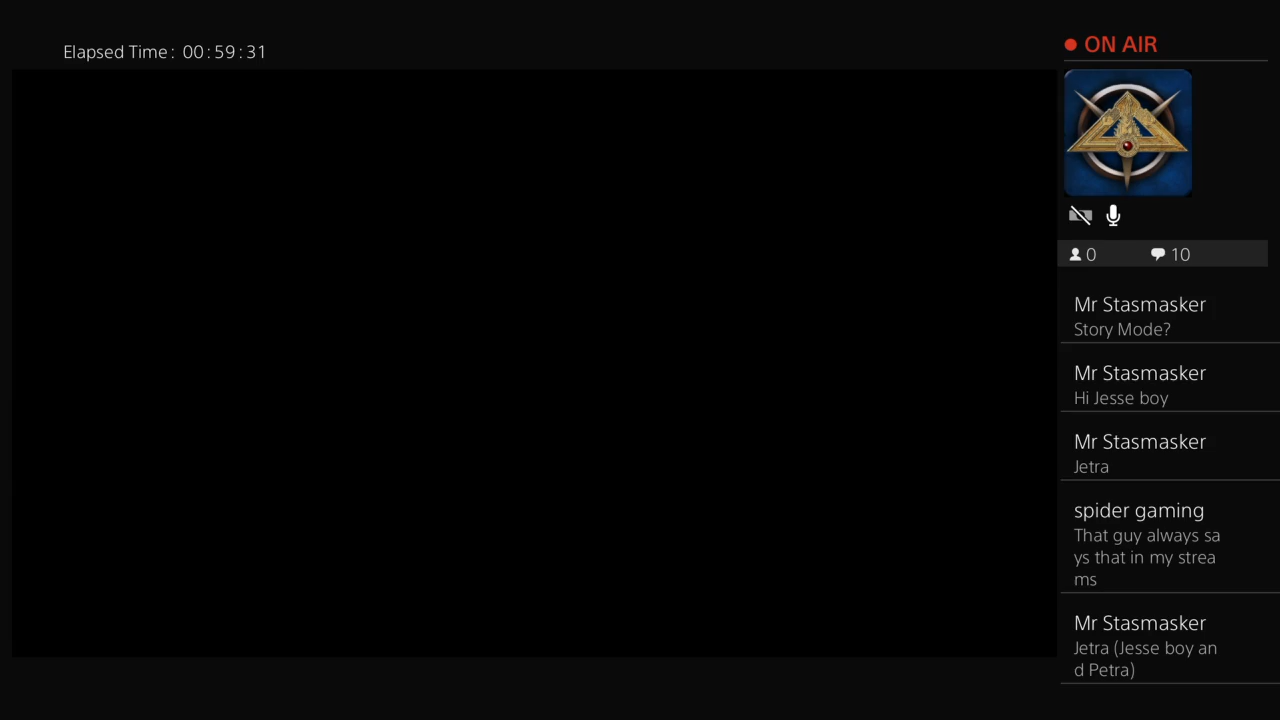 Elapsed Time: 00:59:31
ON AIR
0 10
Mr Stasmasker
Story Mode?
Mr Stasmasker
Hi Jesse boy
Mr Stasmasker
Jetra
spider gaming
That guy always sa
ys that in my strea
ms
Mr Stasmasker
Jetra (Jesse boy an
d Petra)